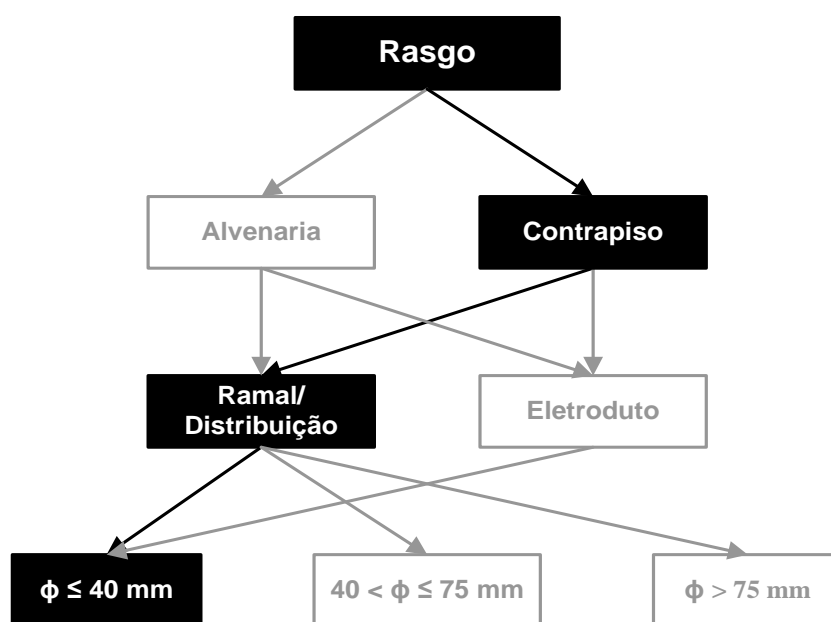 Rasgo
Alvenaria
Contrapiso
Ramal/
Distribuição
Eletroduto
ϕ ≤ 40 mm
40 < ϕ ≤ 75 mm
ϕ > 75 mm